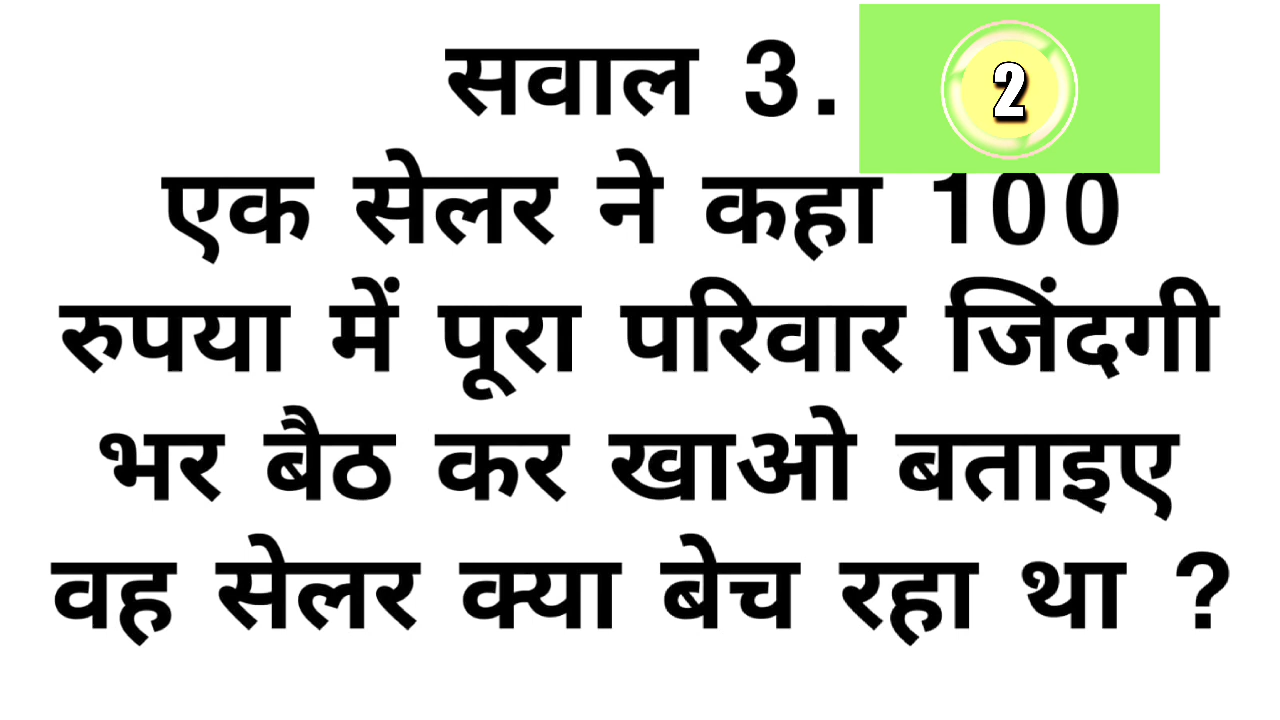 सवाल 3.
2
एक सेलर ने कहा 100
रुपया में पूरा परिवार जिंदगी
भर बैठ कर खाओ बताइए
वह सेलर क्या बेच रहा था ?